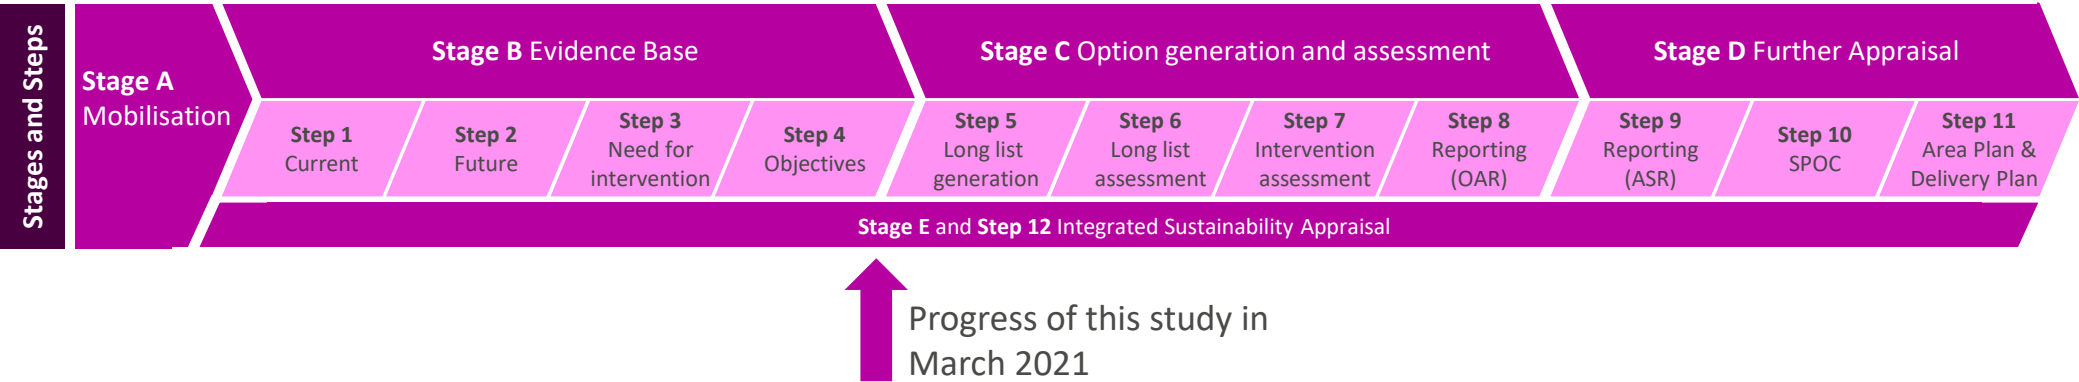 Stages and Steps
Stage A
Mobilisation
Stage B Evidence Base
Step 1
Current
Step 2
Future
Step 3
Need for
intervention
Step 4
Objectives
Stage C Option generation and assessment
Step 5
Long list
generation
Step 6
Long list
assessment
Step 7
Intervention
assessment
Step 8
Reporting
(OAR)
Stage D Further Appraisal
Step 9
Reporting
(ASR)
Step 10
SPOC
Step 11
Area Plan &
Delivery Plan
Stage E and Step 12 Integrated Sustainability Appraisal
Progress of this study in
March 2021